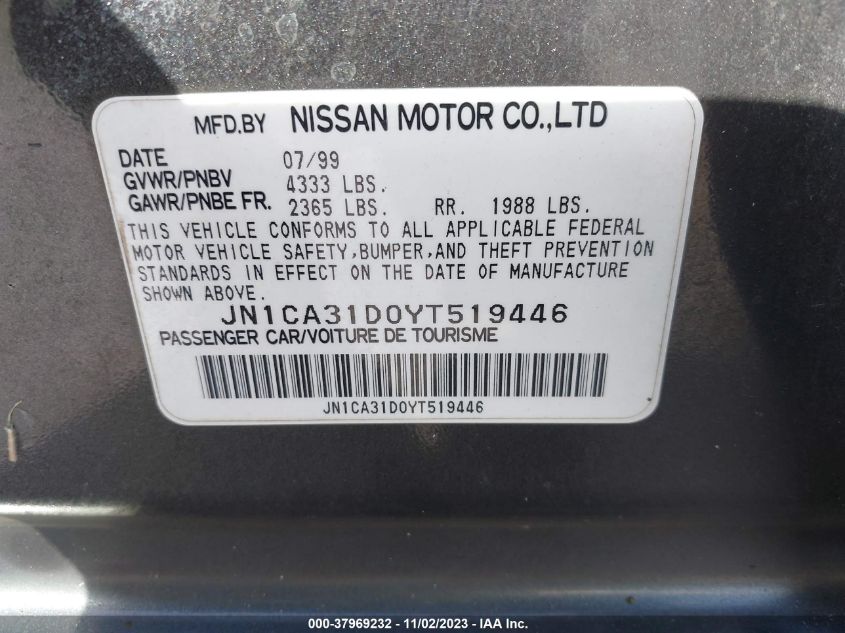 MFD.BY NISSAN MOTOR CO.,LTD
DATE 07/99
GVWR/PNBV 4333 LBS.
GAWR/PNBE FR. 2365 LBS. RR. 1988 LBS.
THIS VEHICLE CONFORMS TO ALL APPLICABLE FEDERAL
MOTOR VEHICLE SAFETY,BUMPER,AND THEFT PREVENTION
STANDARDS IN EFFECT ON THE DATE OF MANUFACTURE
SHOWN ABOVE.
JN1CA31D0YT519446
PASSENGER CAR/VOITURE DE TOURISME
JN1CA31D0YT519446
000-37969232 - 11/02/2023 - IAA Inc.